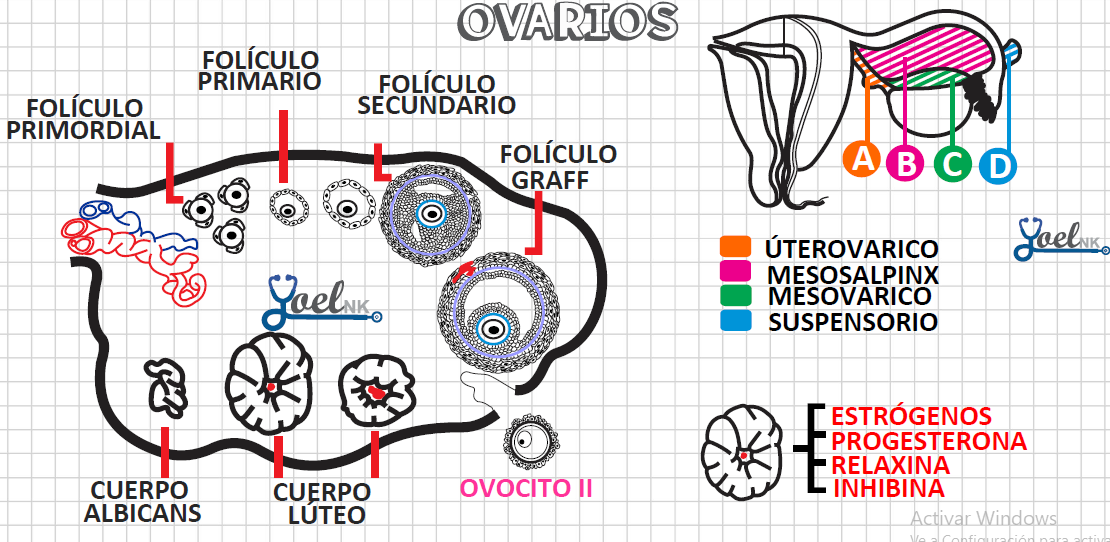 OVARIOS
FOLÍCULO
PRIMORDIAL
FOLÍCULO
PRIMARIO
FOLÍCULO
SECUNDARIO
FOLÍCULO
GRAFF
A
B
C
D
Yoel NK
ÚTEROVARICO
MESOSALPINX
MESOVARICO
SUSPENSORIO
Yoel NK
CUERPO
ALBICANS
CUERPO
LÚTEO
OVOCITO II
ESTRÓGENOS
PROGESTERONA
RELAXINA
INHIBINA
Activar Windows
Ve a Configuración para activa